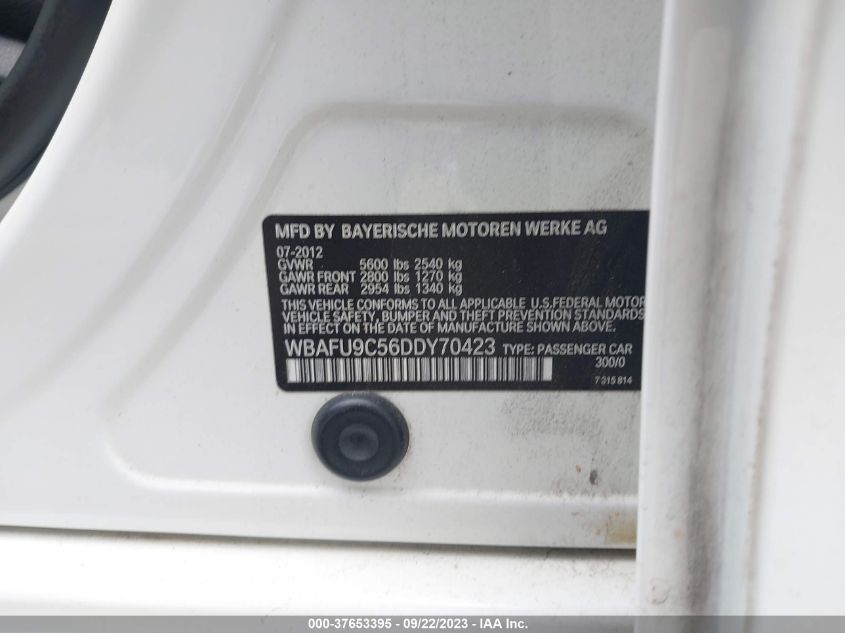 MFD BY BAYERISCHE MOTOREN WERKE AG
07-2012
GVWR 5600 lbs 2540 kg
GAWR FRONT 2800 lbs 1270 kg
GAWR REAR 2954 lbs 1340 kg
THIS VEHICLE CONFORMS TO ALL APPLICABLE U.S.FEDERAL MOTOR
VEHICLE SAFETY, BUMPER AND THEFT PREVENTION STANDARDS
IN EFFECT ON THE DATE OF MANUFACTURE SHOWN ABOVE.
WBAFU9C56DDY70423 TYPE: PASSENGER CAR
300/0
7 315 814
000-37653395 - 09/22/2023 - IAA Inc.